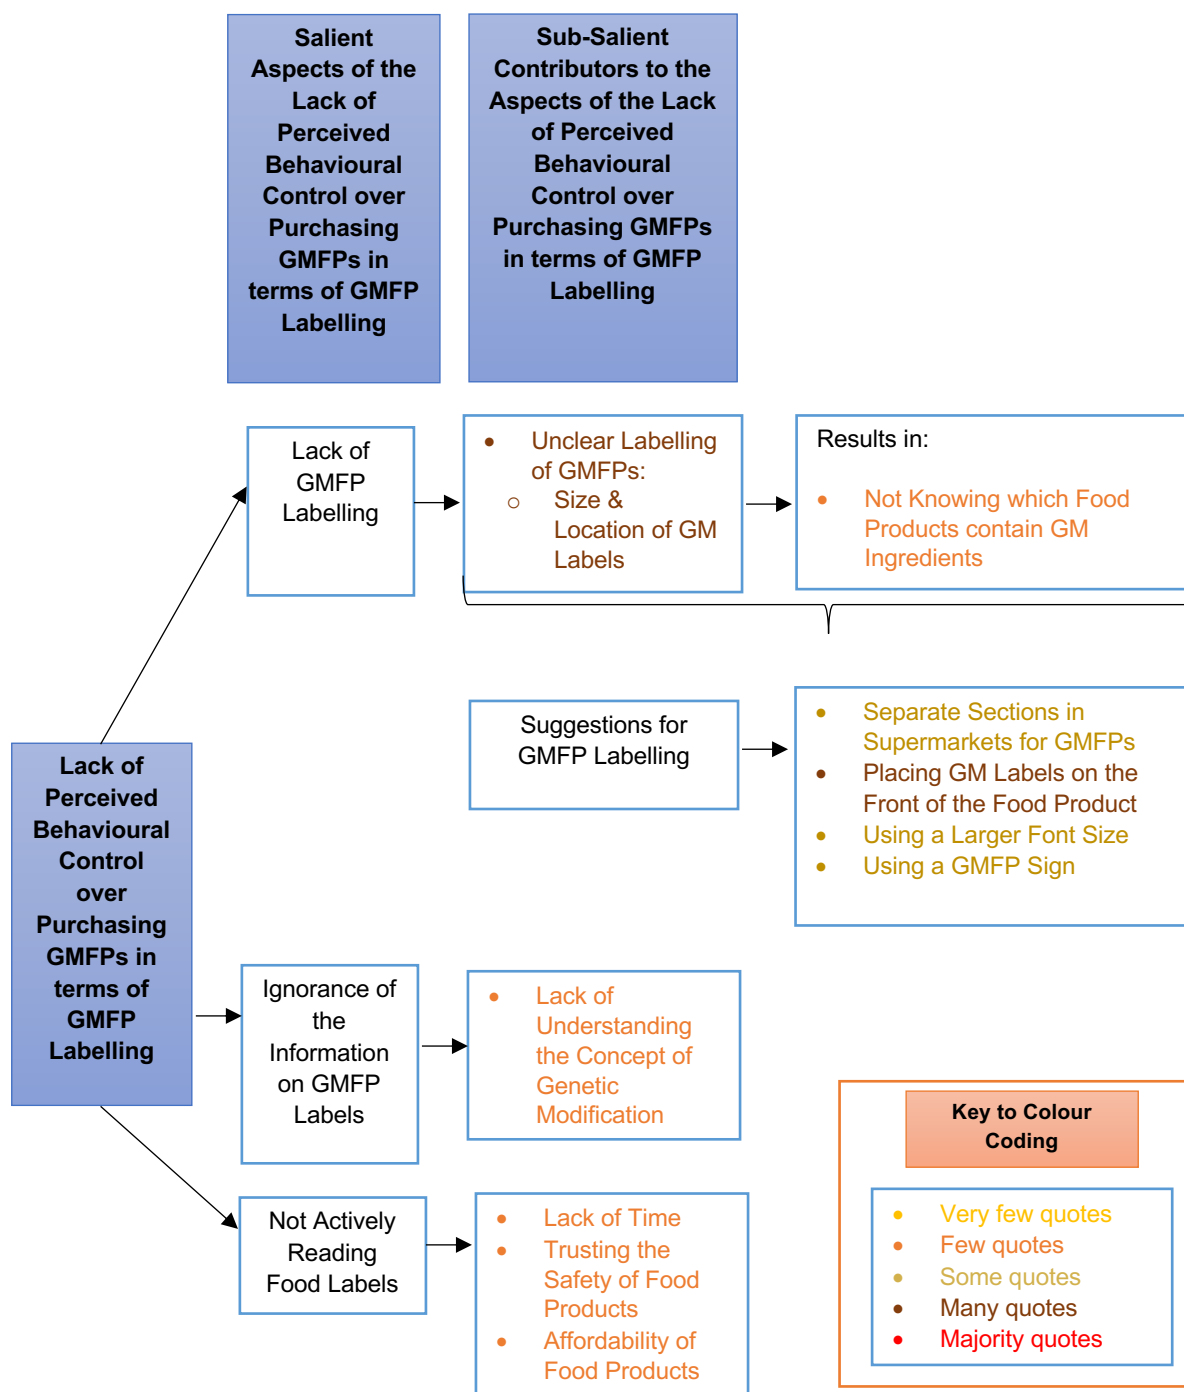 Salient
Aspects of the
Lack of
Perceived
Behavioural
Control over
Purchasing
GMFPs in
terms of GMFP
Labelling
Sub-Salient
Contributors to the
Aspects of the Lack
of Perceived
Behavioural
Control over
Purchasing GMFPs
in terms of GMFP
Labelling
Lack of
GMFP
Labelling
• Unclear Labelling
of GMFPs:
o Size &
Location of GM
Labels
Results in:
• Not Knowing which Food
Products contain GM
Ingredients
Suggestions for
GMFP Labelling
• Separate Sections in
Supermarkets for GMFPs
• Placing GM Labels on the
Front of the Food Product
• Using a Larger Font Size
• Using a GMFP Sign
Lack of
Perceived
Behavioural
Control
over
Purchasing
GMFPs in
terms of
GMFP
Labelling
Ignorance of
the
Information
on GMFP
Labels
• Lack of
Understanding
the Concept of
Genetic
Modification
Not Actively
Reading
Food Labels
• Lack of Time
• Trusting the
Safety of Food
Products
• Affordability of
Food Products
Key to Colour
Coding
• Very few quotes
• Few quotes
• Some quotes
• Many quotes
• Majority quotes